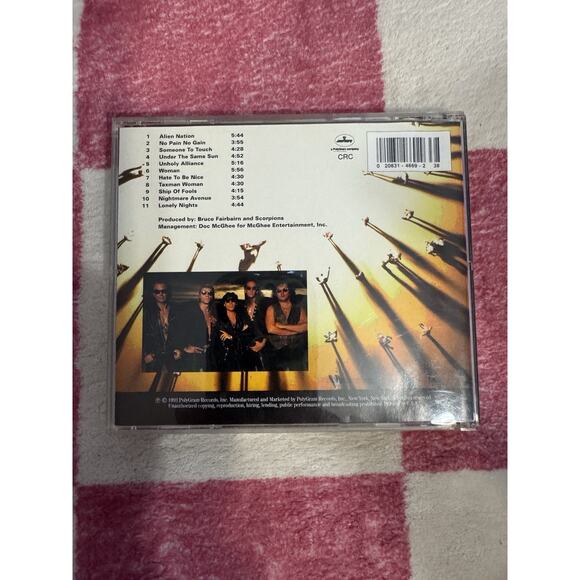 1 Alien Nation 5:44
2 No Pain No Gain 3:55
3 Someone To Touch 4:28
4 Under The Same Sun 4:52
5 Unholy Alliance 5:16
6 Woman 5:56
7 Hate To Be Nice 4:30
8 Taxman Woman 4:30
9 Ship Of Fools 4:15
10 Nightmare Avenue 3:54
11 Lonely Nights 4:44
Produced by: Bruce Fairbairn and Scorpions
Management: Doc McGhee for McGhee Entertainment, Inc.
mercury
a PolyGram company
CRC
0 20831-4669-2 38
℗ © 1993 PolyGram Records, Inc. Manufactured and Marketed by PolyGram Records, Inc., New York, New
Unauthorized copying, reproduction, hiring, lending, public performance and broadcasting prohibited.